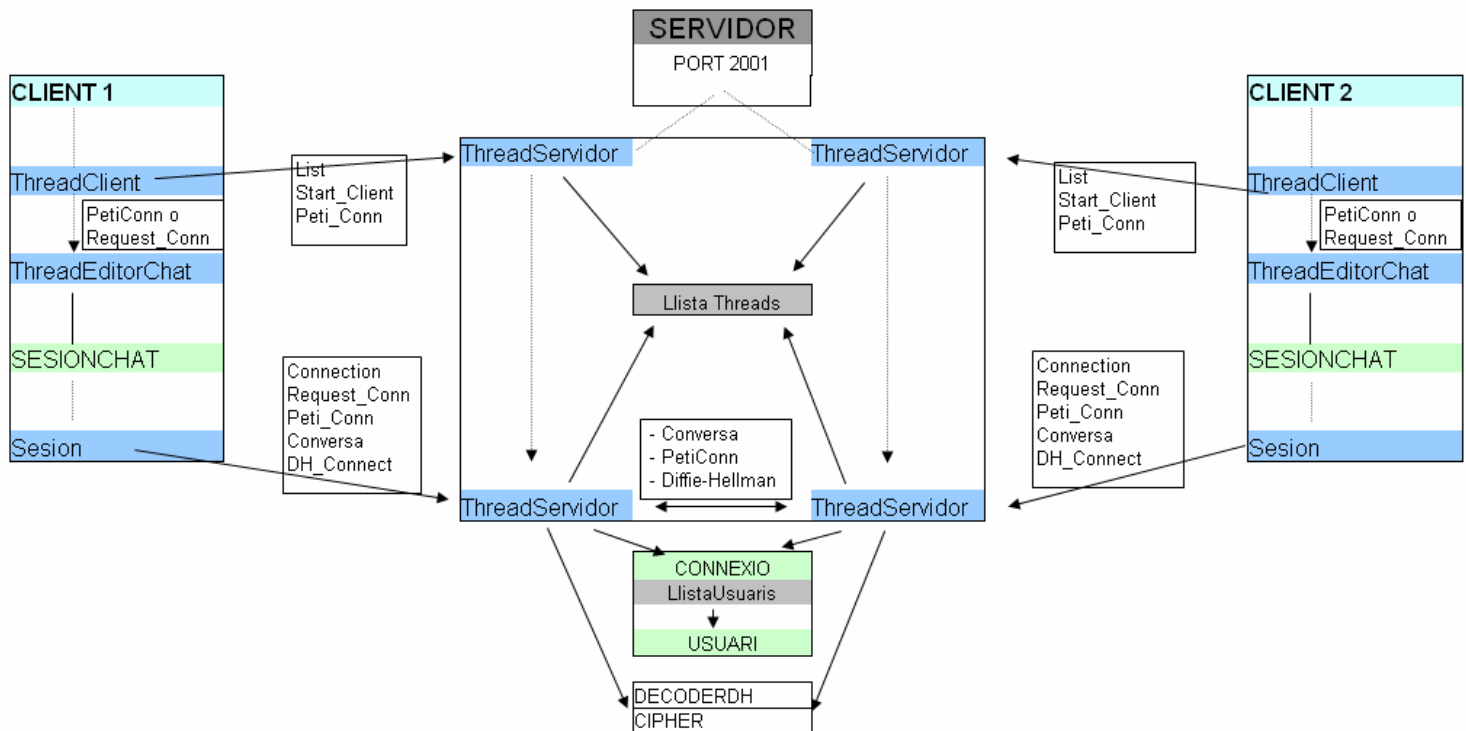 SERVIDOR
PORT 2001
CLIENT 1
ThreadClient
PetiConn o
Request_Conn
ThreadEditorChat
SESIONCHAT
Sesion
List
Start_Client
Peti_Conn
Connection
Request_Conn
Peti_Conn
Conversa
DH_Connect
ThreadServidor
ThreadServidor
Llista Threads
- Conversa
- PetiConn
- Diffie-Hellman
ThreadServidor
ThreadServidor
CONNEXIO
LlistaUsuaris
USUARI
DECODERDH
CIPHER
List
Start_Client
Peti_Conn
Connection
Request_Conn
Peti_Conn
Conversa
DH_Connect
CLIENT 2
ThreadClient
PetiConn o
Request_Conn
ThreadEditorChat
SESIONCHAT
Sesion